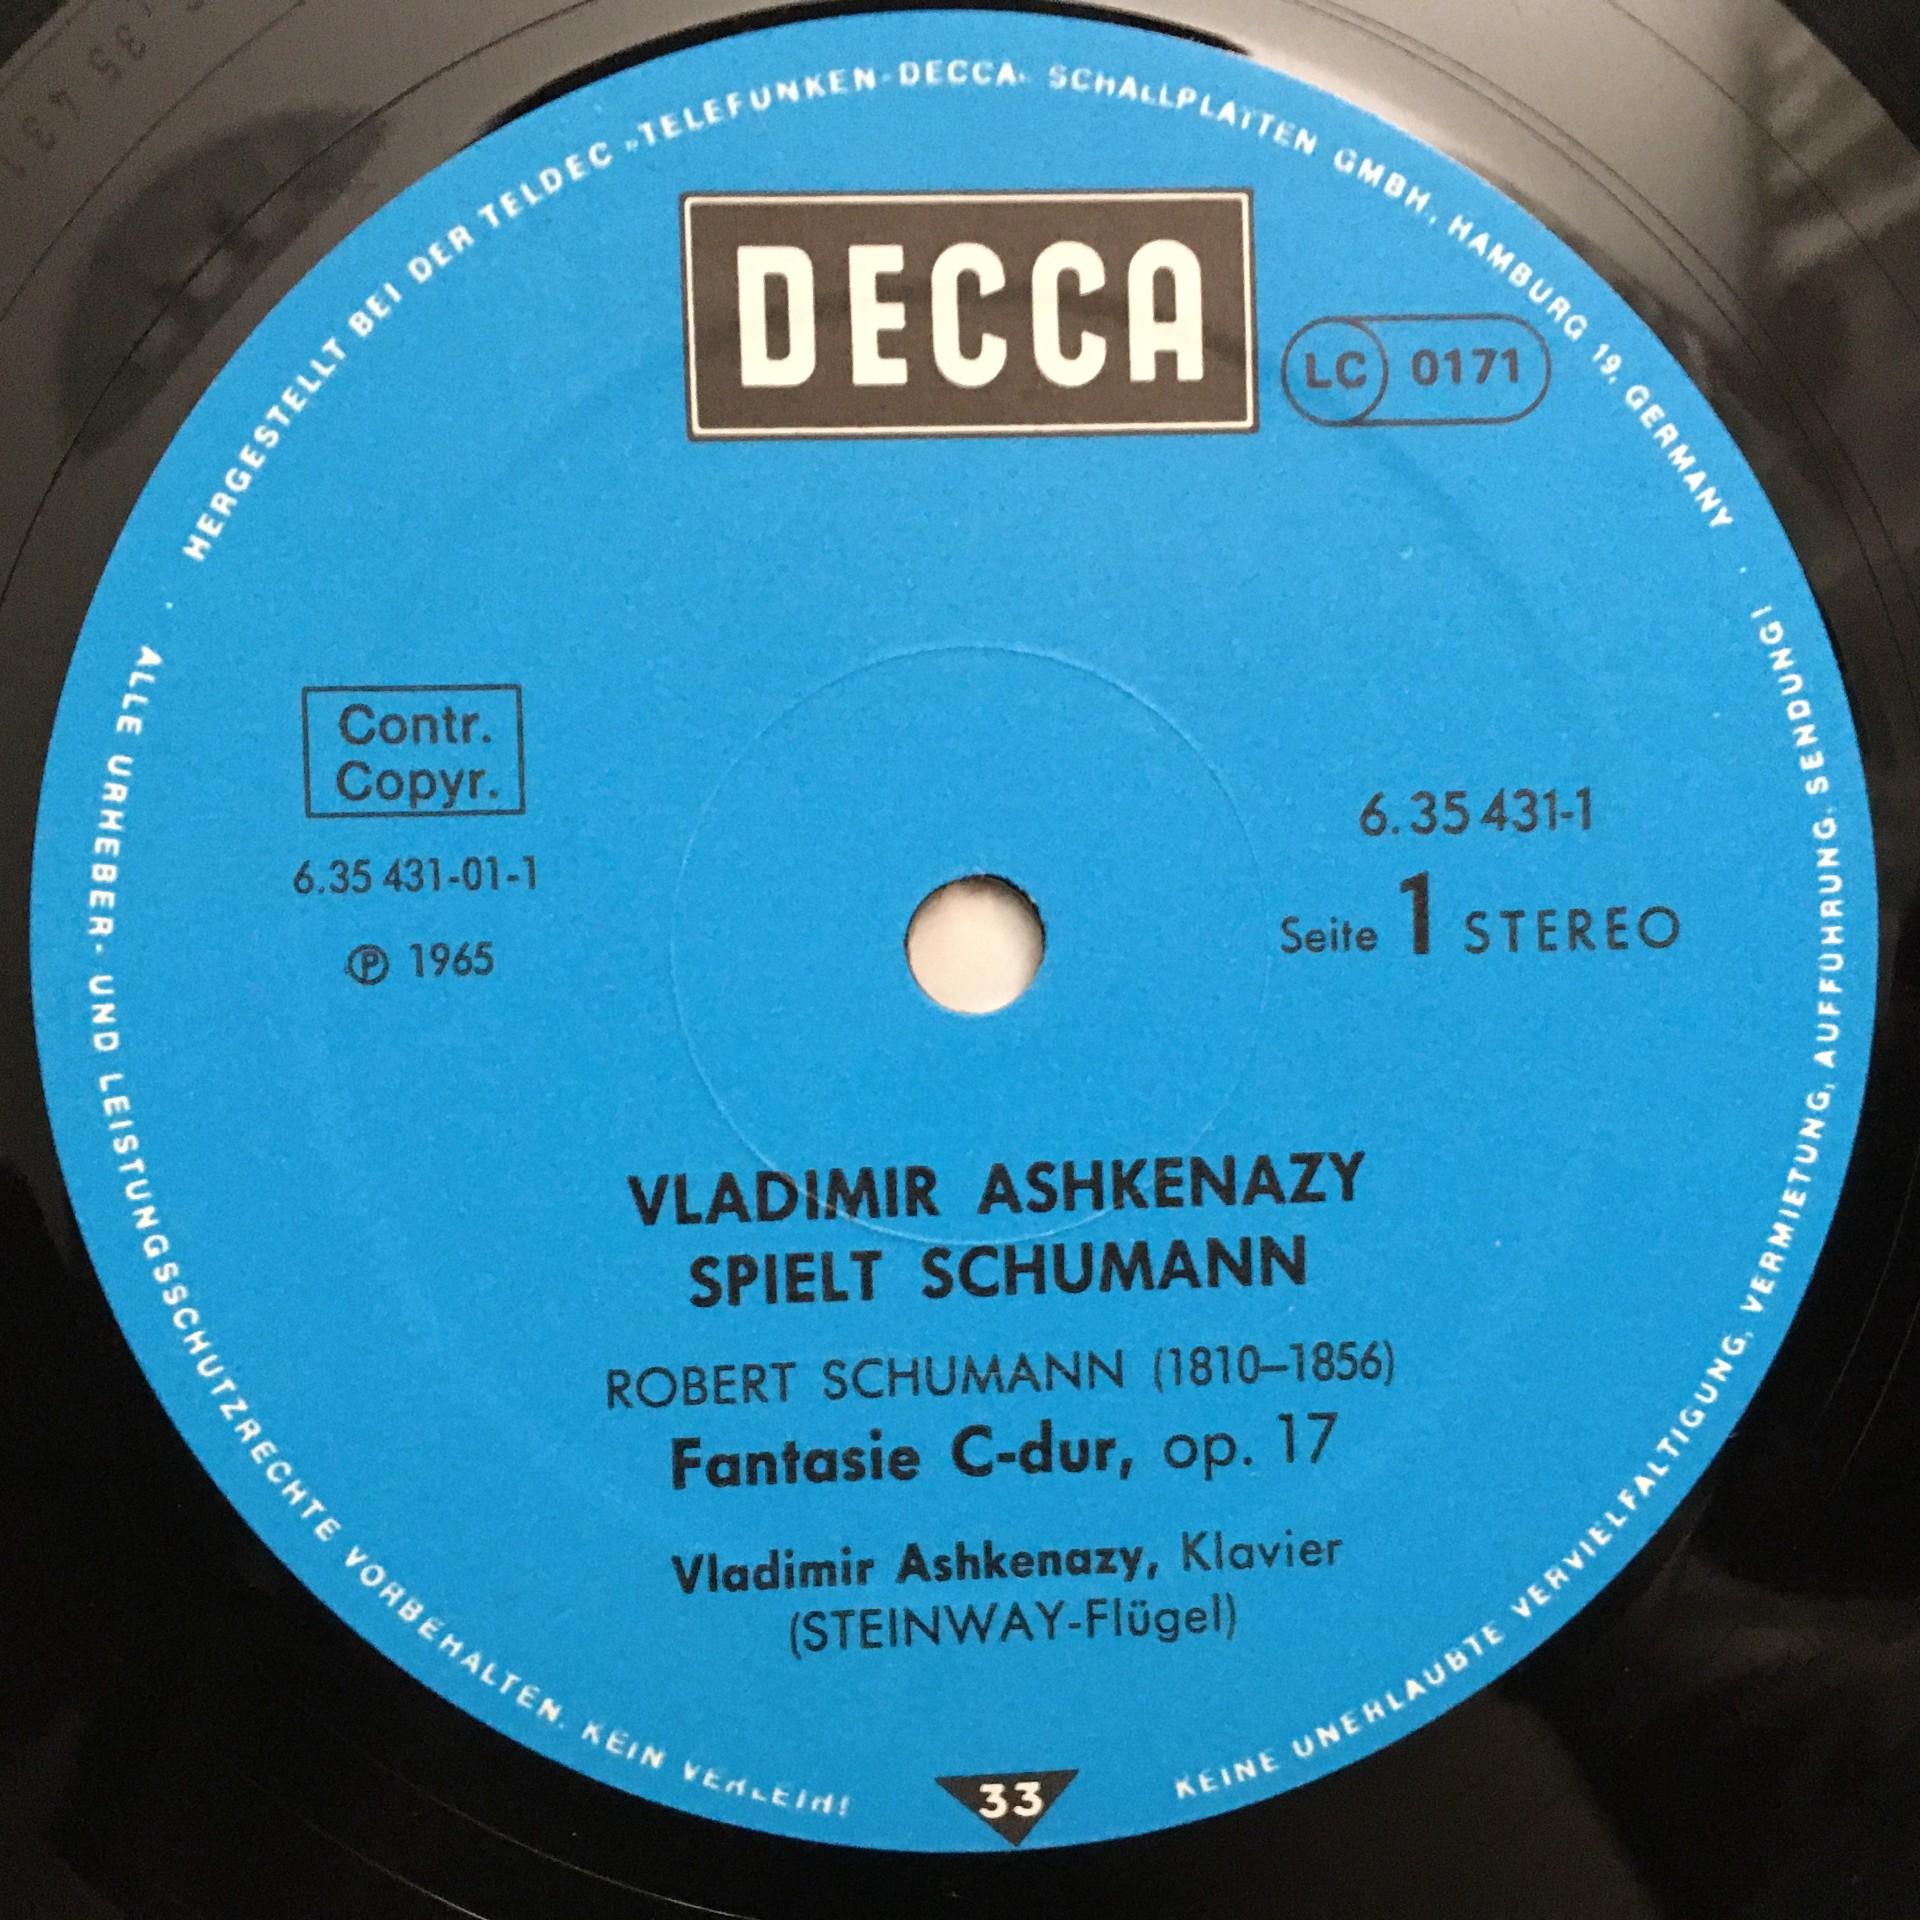 HERGESTELLT BEI DER TELDEC „TELEFUNKEN-DECCA“ SCHALLPLATTEN GMBH., HAMBURG 19, GERMANY ·
DECCA
LC 0171
Contr.
Copyr.
6.35 431-01-1
Ⓟ 1965
6.35 431-1
Seite 1 STEREO
VLADIMIR ASHKENAZY
SPIELT SCHUMANN
ROBERT SCHUMANN (1810–1856)
Fantasie C-dur, op. 17
Vladimir Ashkenazy, Klavier
(STEINWAY-Flügel)
· ALLE URHEBER- UND LEISTUNGSSCHUTZRECHTE VORBEHALTEN. KEIN VERLEIH!
33
KEINE UNERLAUBTE VERVIELFÄLTIGUNG, VERMIETUNG, AUFFÜHRUNG, SENDUNG!